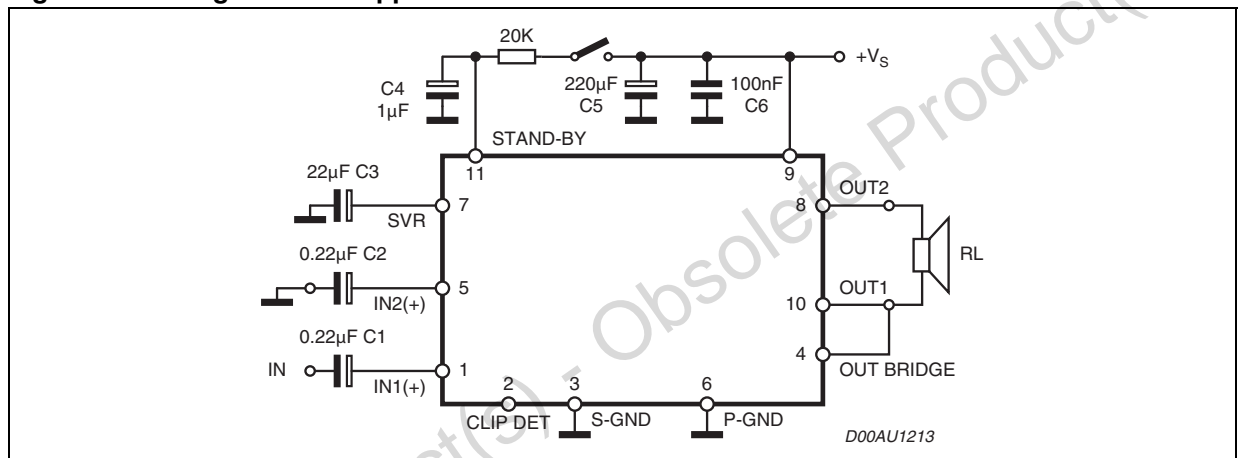 20K
+VS
C4
1µF
220µF
C5
100nF
C6
STAND-BY
11
9
22µF C3
7
SVR
8
OUT2
0.22µF C2
5
IN2(+)
RL
10
OUT1
0.22µF C1
4
OUT BRIDGE
IN
1
IN1(+)
2
3
6
CLIP DET
S-GND
P-GND
D00AU1213
- Obsolete Product(